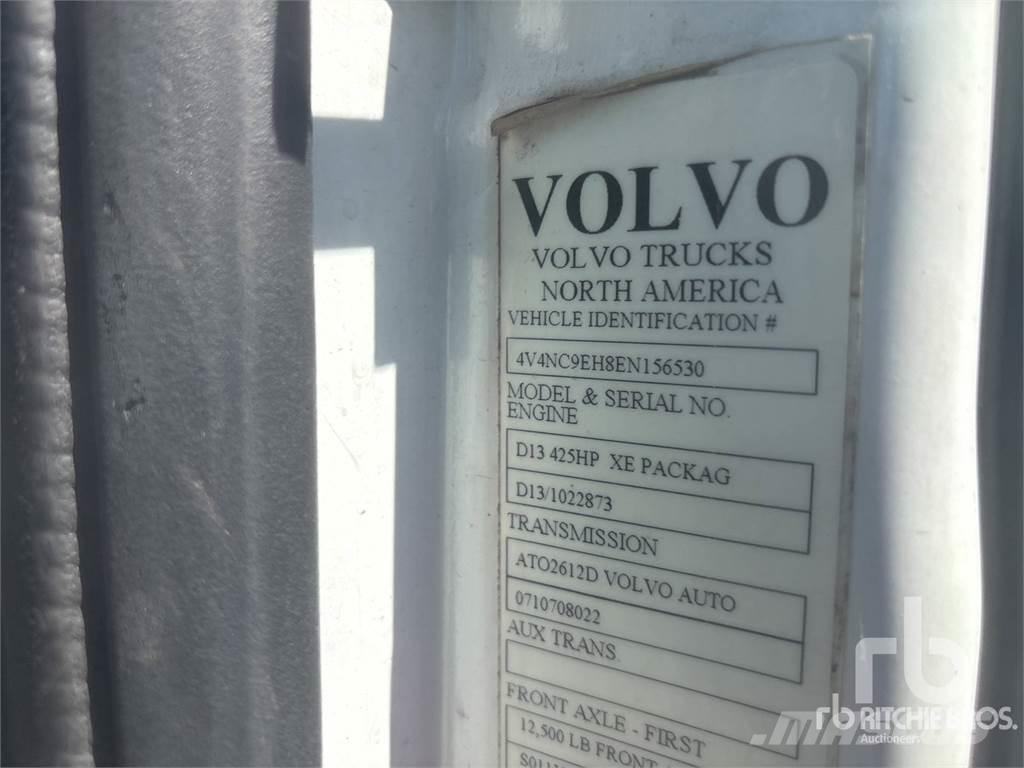 VOLVO
VOLVO TRUCKS
NORTH AMERICA
VEHICLE IDENTIFICATION #
4V4NC9EH8EN156530
MODEL & SERIAL NO.
ENGINE
D13 425HP XE PACKAG
D13/1022873
TRANSMISSION
ATO2612D VOLVO AUTO
0710708022
AUX TRANS.
FRONT AXLE - FIRST
12,500 LB FRONT
rb
rb RITCHIE BROS.
Auctioneers